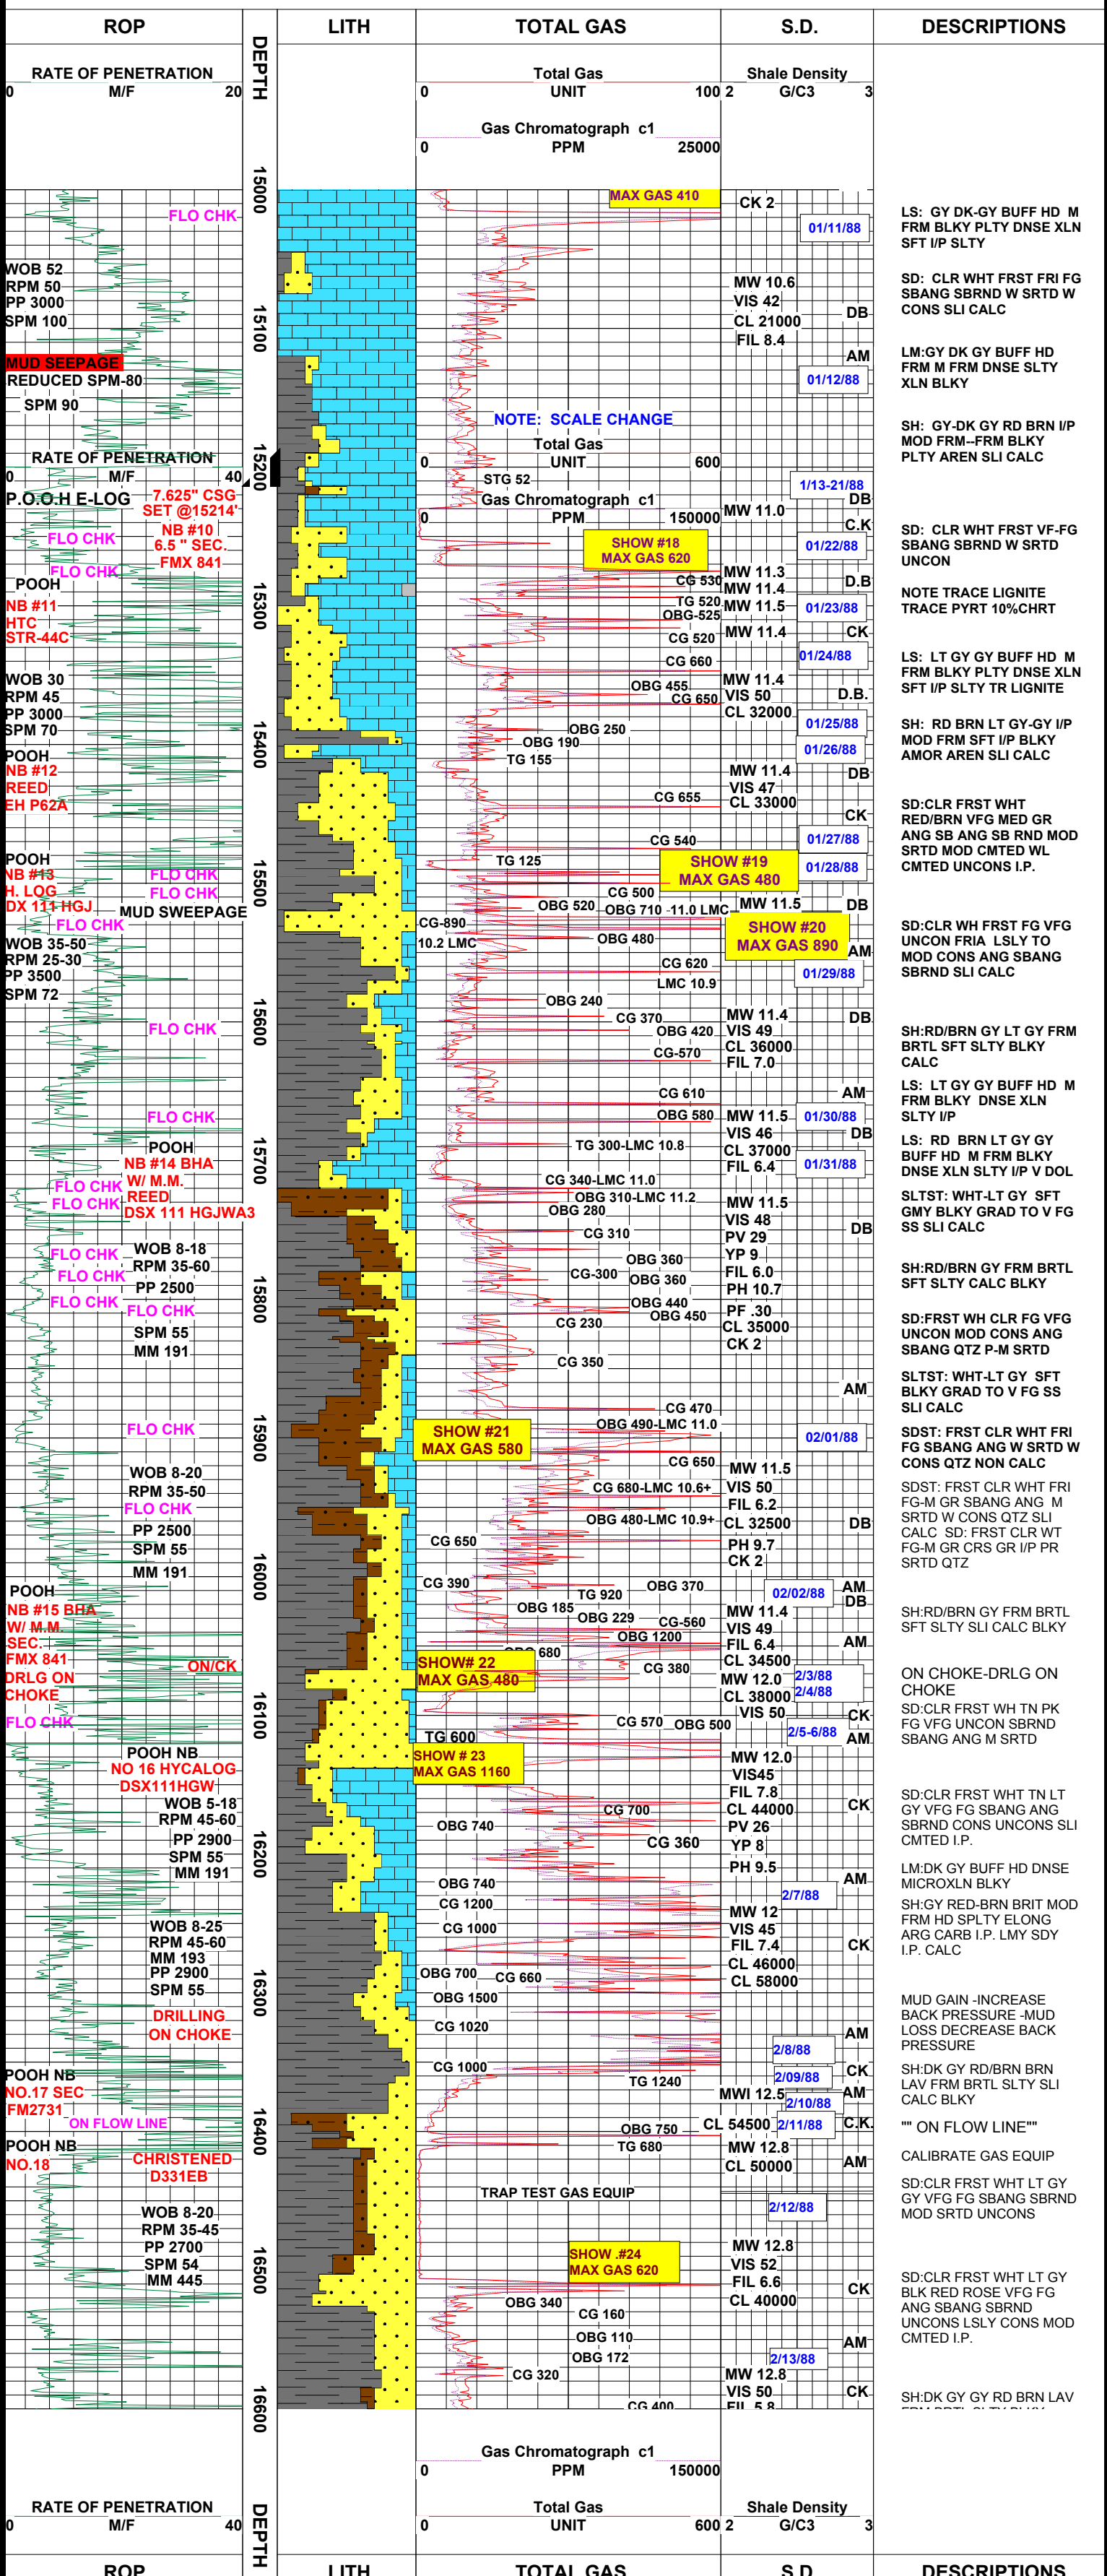 ROP
DEPTH
LITH
TOTAL GAS
S.D.
DESCRIPTIONS
RATE OF PENETRATION
0 M/F 20
Total Gas
0 UNIT 100
Shale Density
2 G/C3 3
Gas Chromatograph c1
0 PPM 25000
15000
15100
15200
15300
15400
15500
15600
15700
15800
15900
16000
16100
16200
16300
16400
16500
16600
FLO CHK
WOB 52
RPM 50
PP 3000
SPM 100
MUD SEEPAGE
REDUCED SPM-80
SPM 90
RATE OF PENETRATION
0 M/F 40
P.O.O.H E-LOG
7.625" CSG
SET @15214'
NB #10
6.5 " SEC.
FMX 841
FLO CHK
FLO CHK
POOH
NB #11
HTC
STR-44C
WOB 30
RPM 45
PP 3000
SPM 70
POOH
NB #12
REED
EH P62A
POOH
NB #13
H. LOG
DX 111 HGJ
FLO CHK
FLO CHK
MUD SWEEPAGE
FLO CHK
WOB 35-50
RPM 25-30
PP 3500
SPM 72
FLO CHK
FLO CHK
POOH
NB #14 BHA
W/ M.M.
REED
DSX 111 HGJWA3
FLO CHK
FLO CHK
WOB 8-18
RPM 35-60
FLO CHK
FLO CHK
PP 2500
FLO CHK
FLO CHK
SPM 55
MM 191
FLO CHK
WOB 8-20
RPM 35-50
FLO CHK
PP 2500
SPM 55
MM 191
POOH
NB #15 BHA
W/ M.M.
SEC.
FMX 841
ON/CK
DRLG ON
CHOKE
FLO CHK
POOH NB
NO 16 HYCALOG
DSX111HGW
WOB 5-18
RPM 45-60
PP 2900
SPM 55
MM 191
WOB 8-25
RPM 45-60
MM 193
PP 2900
SPM 55
DRILLING
ON CHOKE
POOH NB
NO.17 SEC
FM2731
ON FLOW LINE
POOH NB
NO.18
CHRISTENED
D331EB
WOB 8-20
RPM 35-45
PP 2700
SPM 54
MM 445
MAX GAS 410
NOTE: SCALE CHANGE
Total Gas
0 UNIT 600
STG 52
Gas Chromatograph c1
0 PPM 150000
SHOW #18
MAX GAS 620
CG 530
TG 520
OBG-525
CG 520
CG 660
OBG 455
CG 650
OBG 250
OBG 190
TG 155
CG 655
CG 540
TG 125
SHOW #19
MAX GAS 480
CG 500
OBG 520
OBG 710 -11.0 LMC
CG-890
10.2 LMC
OBG 480
SHOW #20
MAX GAS 890
CG 620
LMC 10.9
OBG 240
CG 370
OBG 420
CG-570
CG 610
OBG 580
TG 300-LMC 10.8
CG 340-LMC 11.0
OBG 310-LMC 11.2
OBG 280
CG 310
OBG 360
CG-300
OBG 360
OBG 440
OBG 450
CG 230
CG 350
CG 470
OBG 490-LMC 11.0
SHOW #21
MAX GAS 580
CG 650
CG 680-LMC 10.6+
OBG 480-LMC 10.9+
CG 650
CG 390
OBG 370
TG 920
OBG 185
OBG 229
CG-560
OBG 1200
680
SHOW# 22
MAX GAS 480
CG 380
CG 570
OBG 500
TG 600
SHOW # 23
MAX GAS 1160
CG 700
OBG 740
CG 360
OBG 740
CG 1200
CG 1000
OBG 700
CG 660
OBG 1500
CG 1020
CG 1000
TG 1240
OBG 750
TG 680
TRAP TEST GAS EQUIP
SHOW .#24
MAX GAS 620
OBG 340
CG 160
OBG 110
OBG 172
CG 320
CG 400
CK 2
01/11/88
MW 10.6
VIS 42
DB
CL 21000
FIL 8.4
AM
01/12/88
1/13-21/88
DB
MW 11.0
C.K
01/22/88
MW 11.3
MW 11.4
D.B
MW 11.5
01/23/88
MW 11.4
CK
01/24/88
MW 11.4
VIS 50
D.B.
CL 32000
01/25/88
01/26/88
MW 11.4
DB
VIS 47
CL 33000
CK
01/27/88
01/28/88
MW 11.5
DB
AM
01/29/88
MW 11.4
DB
VIS 49
CL 36000
FIL 7.0
AM
MW 11.5
01/30/88
VIS 46
DB
CL 37000
FIL 6.4
01/31/88
MW 11.5
VIS 48
DB
PV 29
YP 9
FIL 6.0
PH 10.7
PF .30
CL 35000
CK 2
AM
02/01/88
MW 11.5
VIS 50
FIL 6.2
CL 32500
DB
PH 9.7
CK 2
02/02/88
AM
DB
MW 11.4
VIS 49
FIL 6.4
AM
CL 34500
MW 12.0
2/3/88
2/4/88
CL 38000
VIS 50
CK
2/5-6/88
AM
MW 12.0
VIS45
FIL 7.8
CL 44000
CK
PV 26
YP 8
PH 9.5
AM
2/7/88
MW 12
VIS 45
FIL 7.4
CK
CL 46000
CL 58000
AM
2/8/88
2/09/88
CK
MWI 12.5
AM
2/10/88
CL 54500
2/11/88
C.K.
MW 12.8
CL 50000
AM
2/12/88
MW 12.8
VIS 52
FIL 6.6
CK
CL 40000
AM
2/13/88
MW 12.8
VIS 50
CK
FIL 5.8
LS: GY DK-GY BUFF HD M
FRM BLKY PLTY DNSE XLN
SFT I/P SLTY
SD: CLR WHT FRST FRI FG
SBANG SBRND W SRTD W
CONS SLI CALC
LM:GY DK GY BUFF HD
FRM M FRM DNSE SLTY
XLN BLKY
SH: GY-DK GY RD BRN I/P
MOD FRM--FRM BLKY
PLTY AREN SLI CALC
SD: CLR WHT FRST VF-FG
SBANG SBRND W SRTD
UNCON
NOTE TRACE LIGNITE
TRACE PYRT 10%CHRT
LS: LT GY GY BUFF HD M
FRM BLKY PLTY DNSE XLN
SFT I/P SLTY TR LIGNITE
SH: RD BRN LT GY-GY I/P
MOD FRM SFT I/P BLKY
AMOR AREN SLI CALC
SD:CLR FRST WHT
RED/BRN VFG MED GR
ANG SB ANG SB RND MOD
SRTD MOD CMTED WL
CMTED UNCONS I.P.
SD:CLR WH FRST FG VFG
UNCON FRIA LSLY TO
MOD CONS ANG SBANG
SBRND SLI CALC
SH:RD/BRN GY LT GY FRM
BRTL SFT SLTY BLKY
CALC
LS: LT GY GY BUFF HD M
FRM BLKY DNSE XLN
SLTY I/P
LS: RD BRN LT GY GY
BUFF HD M FRM BLKY
DNSE XLN SLTY I/P V DOL
SLTST: WHT-LT GY SFT
GMY BLKY GRAD TO V FG
SS SLI CALC
SH:RD/BRN GY FRM BRTL
SFT SLTY CALC BLKY
SD:FRST WH CLR FG VFG
UNCON MOD CONS ANG
SBANG QTZ P-M SRTD
SLTST: WHT-LT GY SFT
BLKY GRAD TO V FG SS
SLI CALC
SDST: FRST CLR WHT FRI
FG SBANG ANG W SRTD W
CONS QTZ NON CALC
SDST: FRST CLR WHT FRI
FG-M GR SBANG ANG M
SRTD W CONS QTZ SLI
CALC SD: FRST CLR WT
FG-M GR CRS GR I/P PR
SRTD QTZ
SH:RD/BRN GY FRM BRTL
SFT SLTY SLI CALC BLKY
ON CHOKE-DRLG ON
CHOKE
SD:CLR FRST WH TN PK
FG VFG UNCON SBRND
SBANG ANG M SRTD
SD:CLR FRST WHT TN LT
GY VFG FG SBANG ANG
SBRND CONS UNCONS SLI
CMTED I.P.
LM:DK GY BUFF HD DNSE
MICROXLN BLKY
SH:GY RED-BRN BRIT MOD
FRM HD SPLTY ELONG
ARG CARB I.P. LMY SDY
I.P. CALC
MUD GAIN -INCREASE
BACK PRESSURE -MUD
LOSS DECREASE BACK
PRESSURE
SH:DK GY RD/BRN BRN
LAV FRM BRTL SLTY SLI
CALC BLKY
"" ON FLOW LINE""
CALIBRATE GAS EQUIP
SD:CLR FRST WHT LT GY
GY VFG FG SBANG SBRND
MOD SRTD UNCONS
SD:CLR FRST WHT LT GY
BLK RED ROSE VFG FG
ANG SBANG SBRND
UNCONS LSLY CONS MOD
CMTED I.P.
SH:DK GY GY RD BRN LAV
Gas Chromatograph c1
0 PPM 150000
RATE OF PENETRATION
0 M/F 40
DEPTH
Total Gas
0 UNIT 600
Shale Density
2 G/C3 3
ROP
LITH
TOTAL GAS
S.D.
DESCRIPTIONS